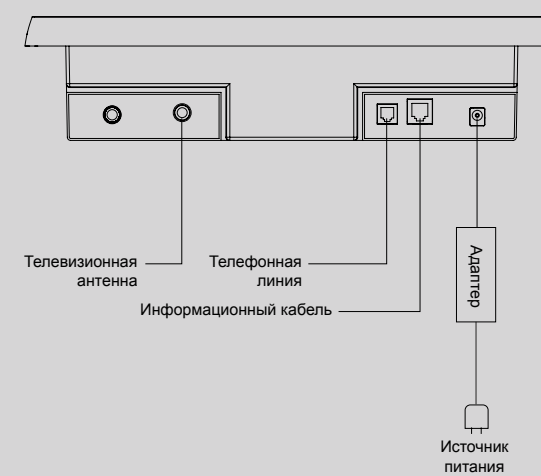 Телевизионная
антенна
Телефонная
линия
Информационный кабель
Адаптер
Источник
питания